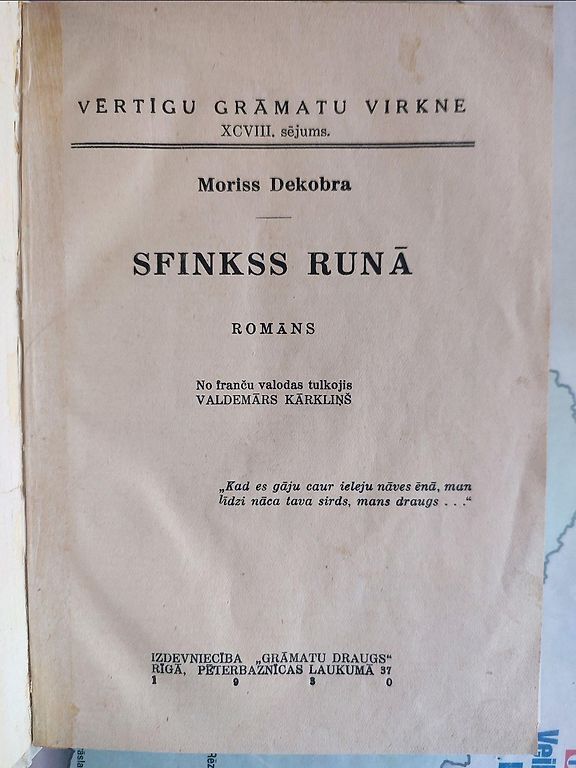 VĒRTĪGU GRĀMATU VIRKNE
XCVIII. sējums.
Moriss Dekobra
SFINKSS RUNĀ
ROMĀNS
No franču valodas tulkojis
VALDEMĀRS KĀRKLIŅŠ
„Kad es gāju caur ieleju nāves ēnā, man
līdzi nāca tava sirds, mans draugs . . .“
IZDEVNIECĪBA „GRĀMATU DRAUGS“
RĪGĀ, PĒTERBAZNĪCAS LAUKUMĀ 37
1 9 3 0